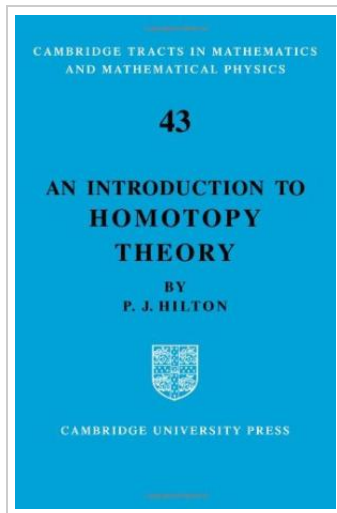 CAMBRIDGE TRACTS IN MATHEMATICS
AND MATHEMATICAL PHYSICS
43
AN INTRODUCTION TO
HOMOTOPY
THEORY
BY
P. J. HILTON
CAMBRIDGE UNIVERSITY PRESS